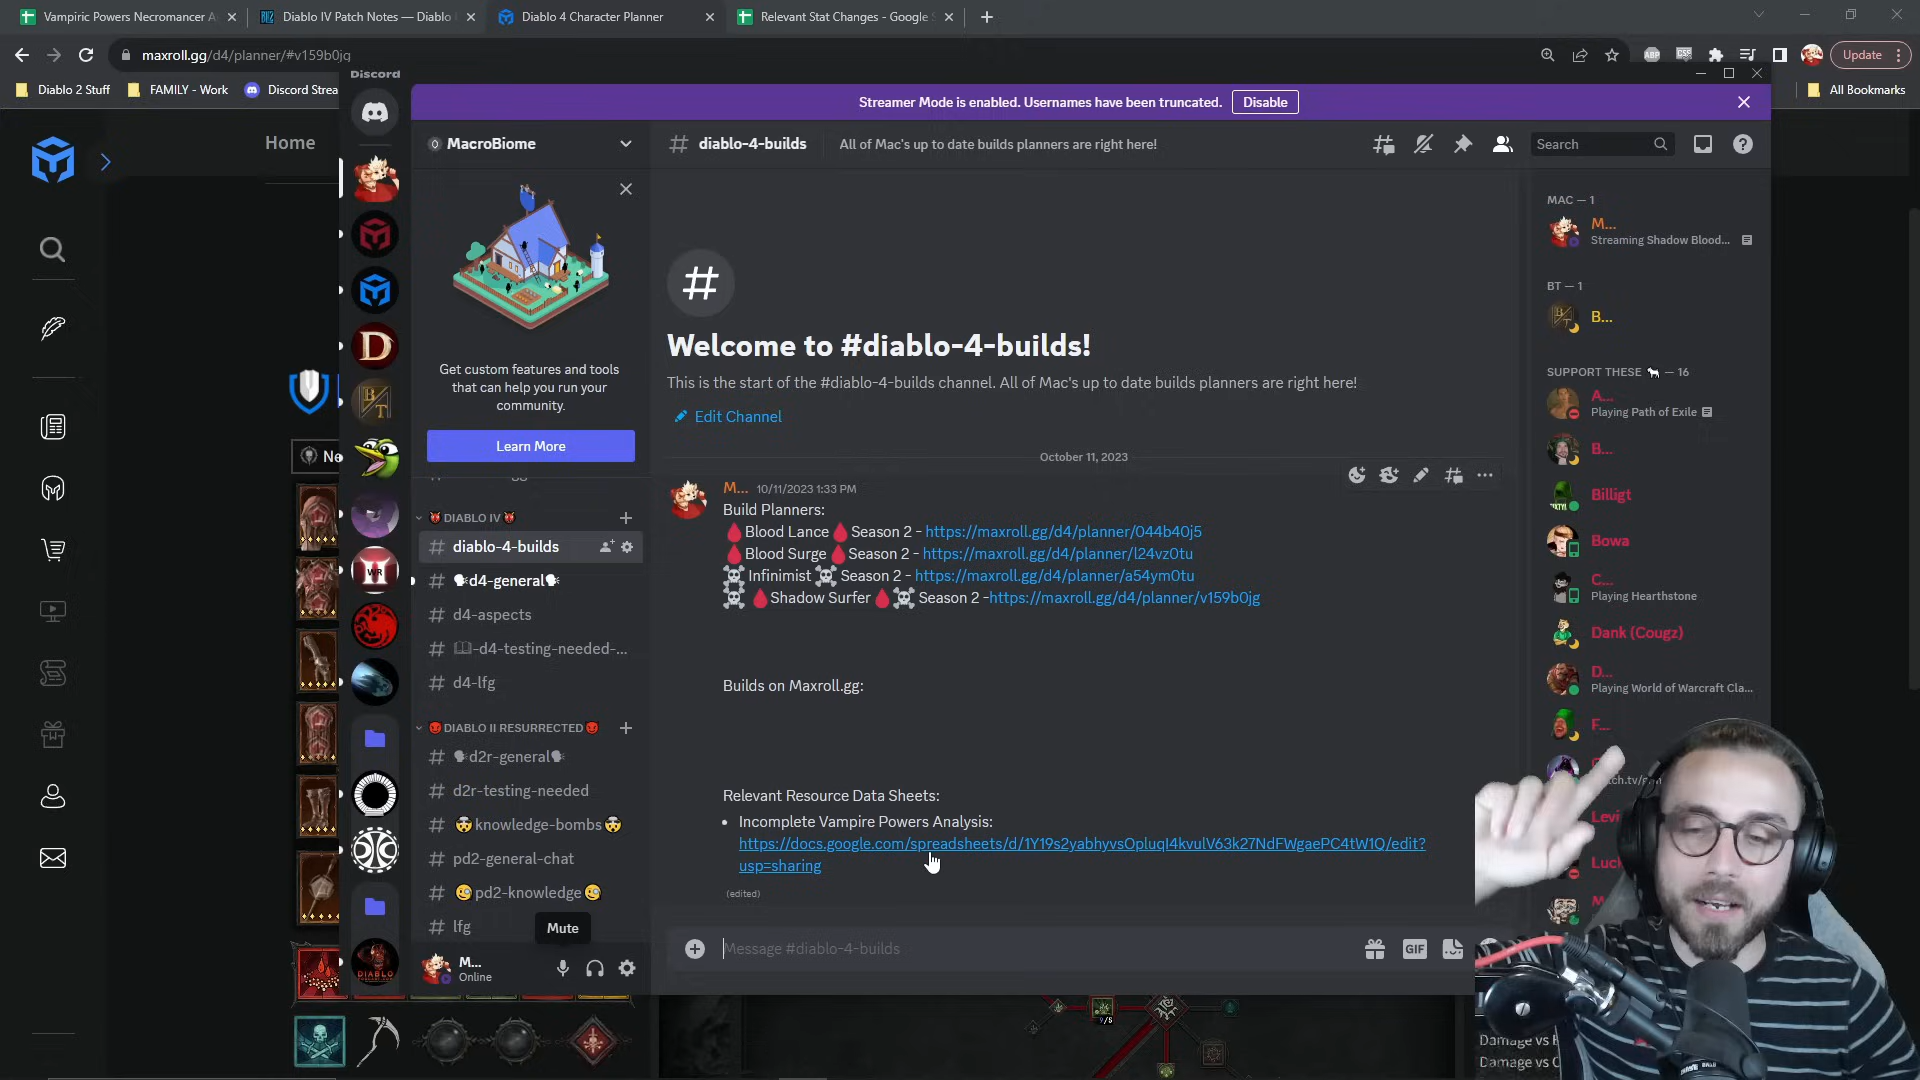 Vampiric Powers Necromancer A
Diablo IV Patch Notes — Diablo
Diablo 4 Character Planner
Relevant Stat Changes - Google S
maxroll.gg/d4/planner/#v159b0jg
Update
Diablo 2 Stuff
FAMILY - Work
Discord Strea
All Bookmarks
Discord
Streamer Mode is enabled. Usernames have been truncated.
Disable
Home
MacroBiome
diablo-4-builds
All of Mac's up to date builds planners are right here!
Search
Get custom features and tools
that can help you run your
community.
Learn More
DIABLO IV
diablo-4-builds
d4-general
d4-aspects
-d4-testing-needed-...
d4-lfg
DIABLO II RESURRECTED
d2r-general
d2r-testing-needed
knowledge-bombs
pd2-general-chat
pd2-knowledge
lfg
Mute
M...
Online
Ne
WR
DIABLO
Welcome to #diablo-4-builds!
This is the start of the #diablo-4-builds channel. All of Mac's up to date builds planners are right here!
Edit Channel
October 11, 2023
M... 10/11/2023 1:33 PM
Build Planners:
Blood Lance Season 2 - https://maxroll.gg/d4/planner/044b40j5
Blood Surge Season 2 - https://maxroll.gg/d4/planner/l24vz0tu
Infinimist Season 2 - https://maxroll.gg/d4/planner/a54ym0tu
Shadow Surfer Season 2 -https://maxroll.gg/d4/planner/v159b0jg
Builds on Maxroll.gg:
Relevant Resource Data Sheets:
• Incomplete Vampire Powers Analysis:
https://docs.google.com/spreadsheets/d/1Y19s2yabhyvsOpluqI4kvulV63k27NdFWgaePC4tW1Q/edit?
usp=sharing
(edited)
Message #diablo-4-builds
GIF
MAC — 1
M...
Streaming Shadow Blood...
BT — 1
B...
SUPPORT THESE — 16
A...
Playing Path of Exile
B...
Billigt
Bowa
C...
Playing Hearthstone
Dank (Cougz)
D...
Playing World of Warcraft Cla...
F...
Levi
Luck
M
Damage vs
Damage vs